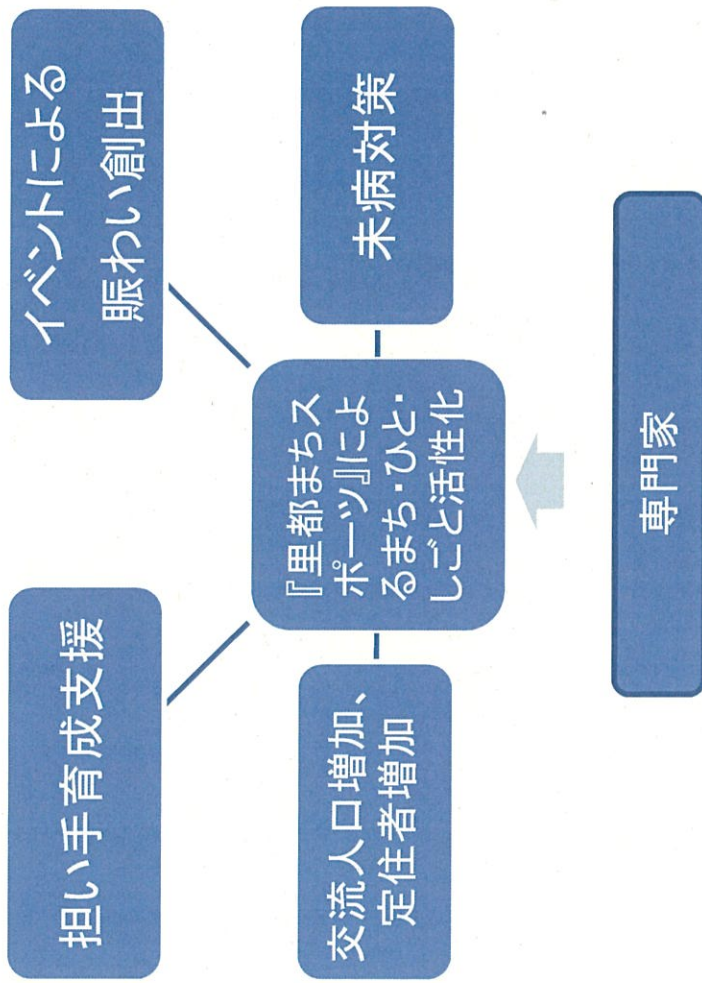 担い手育成支援
イベントによる
賑わい創出
交流人口増加、
定住者増加
『里都まちス
ポーツ』によ
るまち・ひと・
しごと活性化
未病対策
専門家